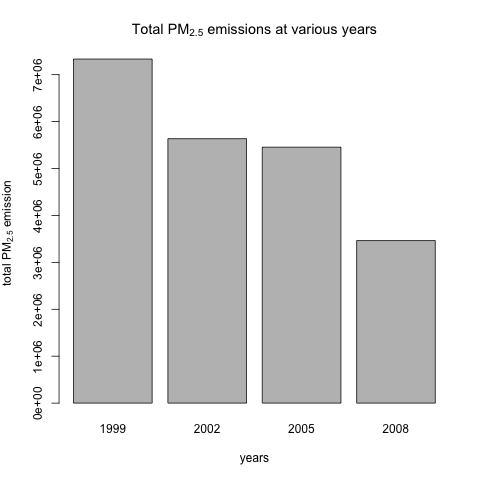 Total PM2.5 emissions at various years
total PM2.5 emission
7e+06
6e+06
5e+06
4e+06
3e+06
2e+06
1e+06
0e+00
1999 2002 2005 2008
years